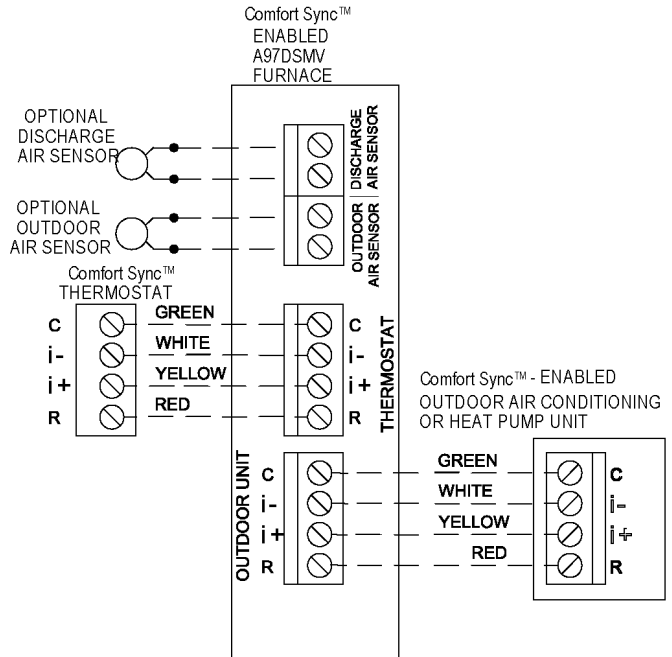 Comfort Sync™
ENABLED
A97DSMV
FURNACE
OPTIONAL
DISCHARGE
AIR SENSOR
DISCHARGE
AIR SENSOR
OPTIONAL
OUTDOOR
AIR SENSOR
OUTDOOR
AIR SENSOR
Comfort Sync™
THERMOSTAT
C GREEN C
i- WHITE i-
i+ YELLOW i+
R RED R
THERMOSTAT
Comfort Sync™ - ENABLED
OUTDOOR AIR CONDITIONING
OR HEAT PUMP UNIT
OUTDOOR UNIT
C GREEN C
i- WHITE i-
i+ YELLOW i+
R RED R